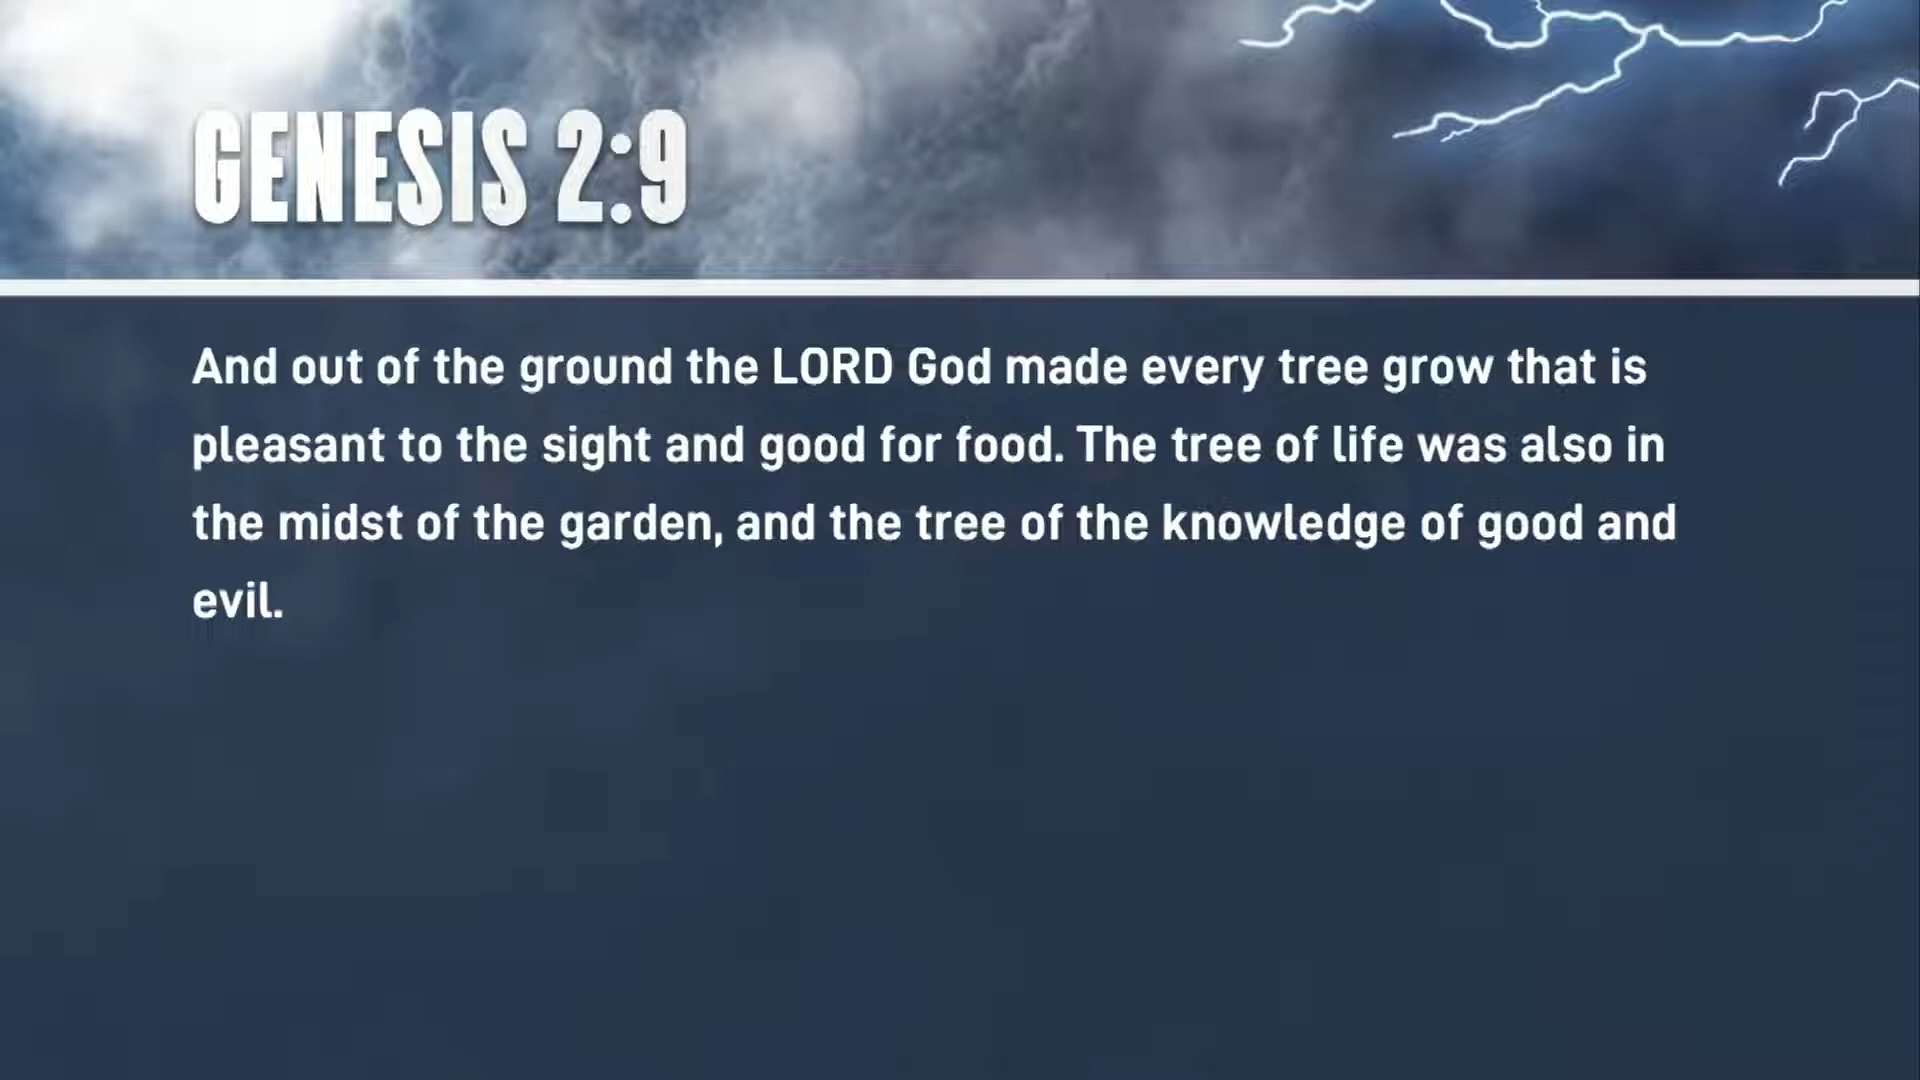 GENESIS 2:9
And out of the ground the LORD God made every tree grow that is
pleasant to the sight and good for food. The tree of life was also in
the midst of the garden, and the tree of the knowledge of good and
evil.